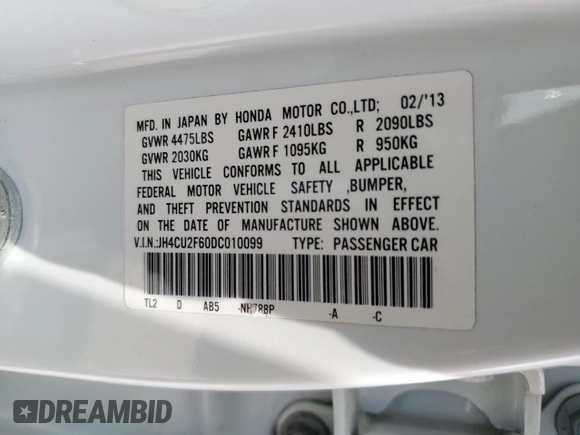 MFD. IN JAPAN BY HONDA MOTOR CO.,LTD; 02/'13
GVWR 4475LBS GAWR F 2410LBS R 2090LBS
GVWR 2030KG GAWR F 1095KG R 950KG
THIS VEHICLE CONFORMS TO ALL APPLICABLE
FEDERAL MOTOR VEHICLE SAFETY ,BUMPER,
AND THEFT PREVENTION STANDARDS IN EFFECT
ON THE DATE OF MANUFACTURE SHOWN ABOVE.
V.I.N.:JH4CU2F60DC010099 TYPE: PASSENGER CAR
TL2 D AB5 -NH788P -A -C
DREAMBID